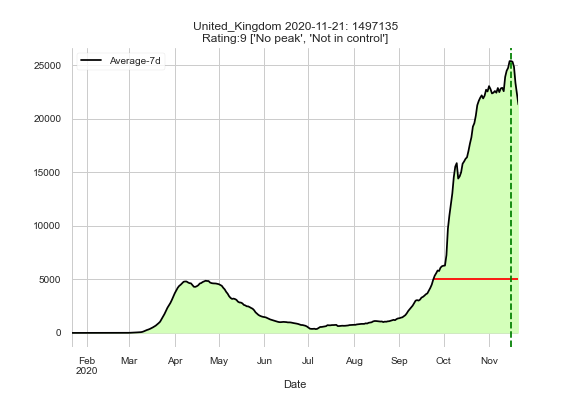 United_Kingdom 2020-11-21: 1497135
Rating:9 ['No peak', 'Not in control']
Average-7d
25000
20000
15000
10000
5000
0
Feb Mar Apr May Jun Jul Aug Sep Oct Nov
2020
Date